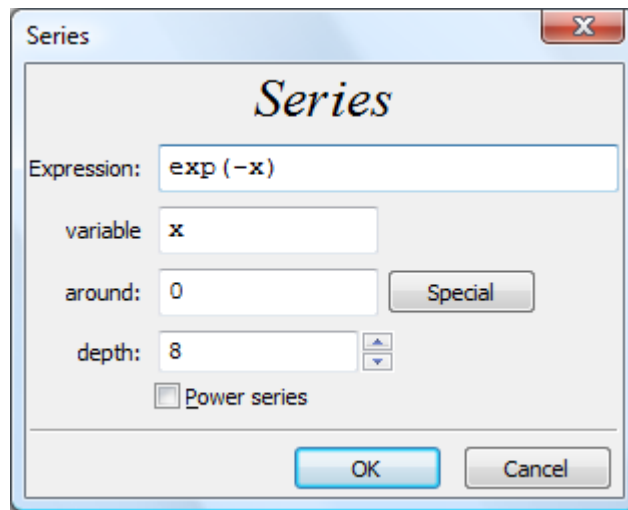 Series
Series
Expression: exp(-x)
variable x
around: 0 Special
depth: 8
Power series
OK Cancel